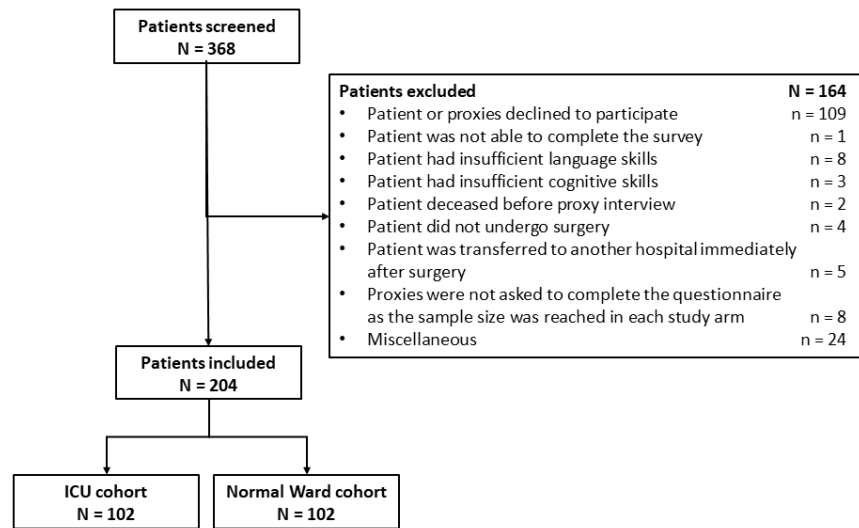 Patients screened
N = 368
Patients excluded N = 164
• Patient or proxies declined to participate n = 109
• Patient was not able to complete the survey n = 1
• Patient had insufficient language skills n = 8
• Patient had insufficient cognitive skills n = 3
• Patient deceased before proxy interview n = 2
• Patient did not undergo surgery n = 4
• Patient was transferred to another hospital immediately
after surgery n = 5
• Proxies were not asked to complete the questionnaire
as the sample size was reached in each study arm n = 8
• Miscellaneous n = 24
Patients included
N = 204
ICU cohort
N = 102
Normal Ward cohort
N = 102